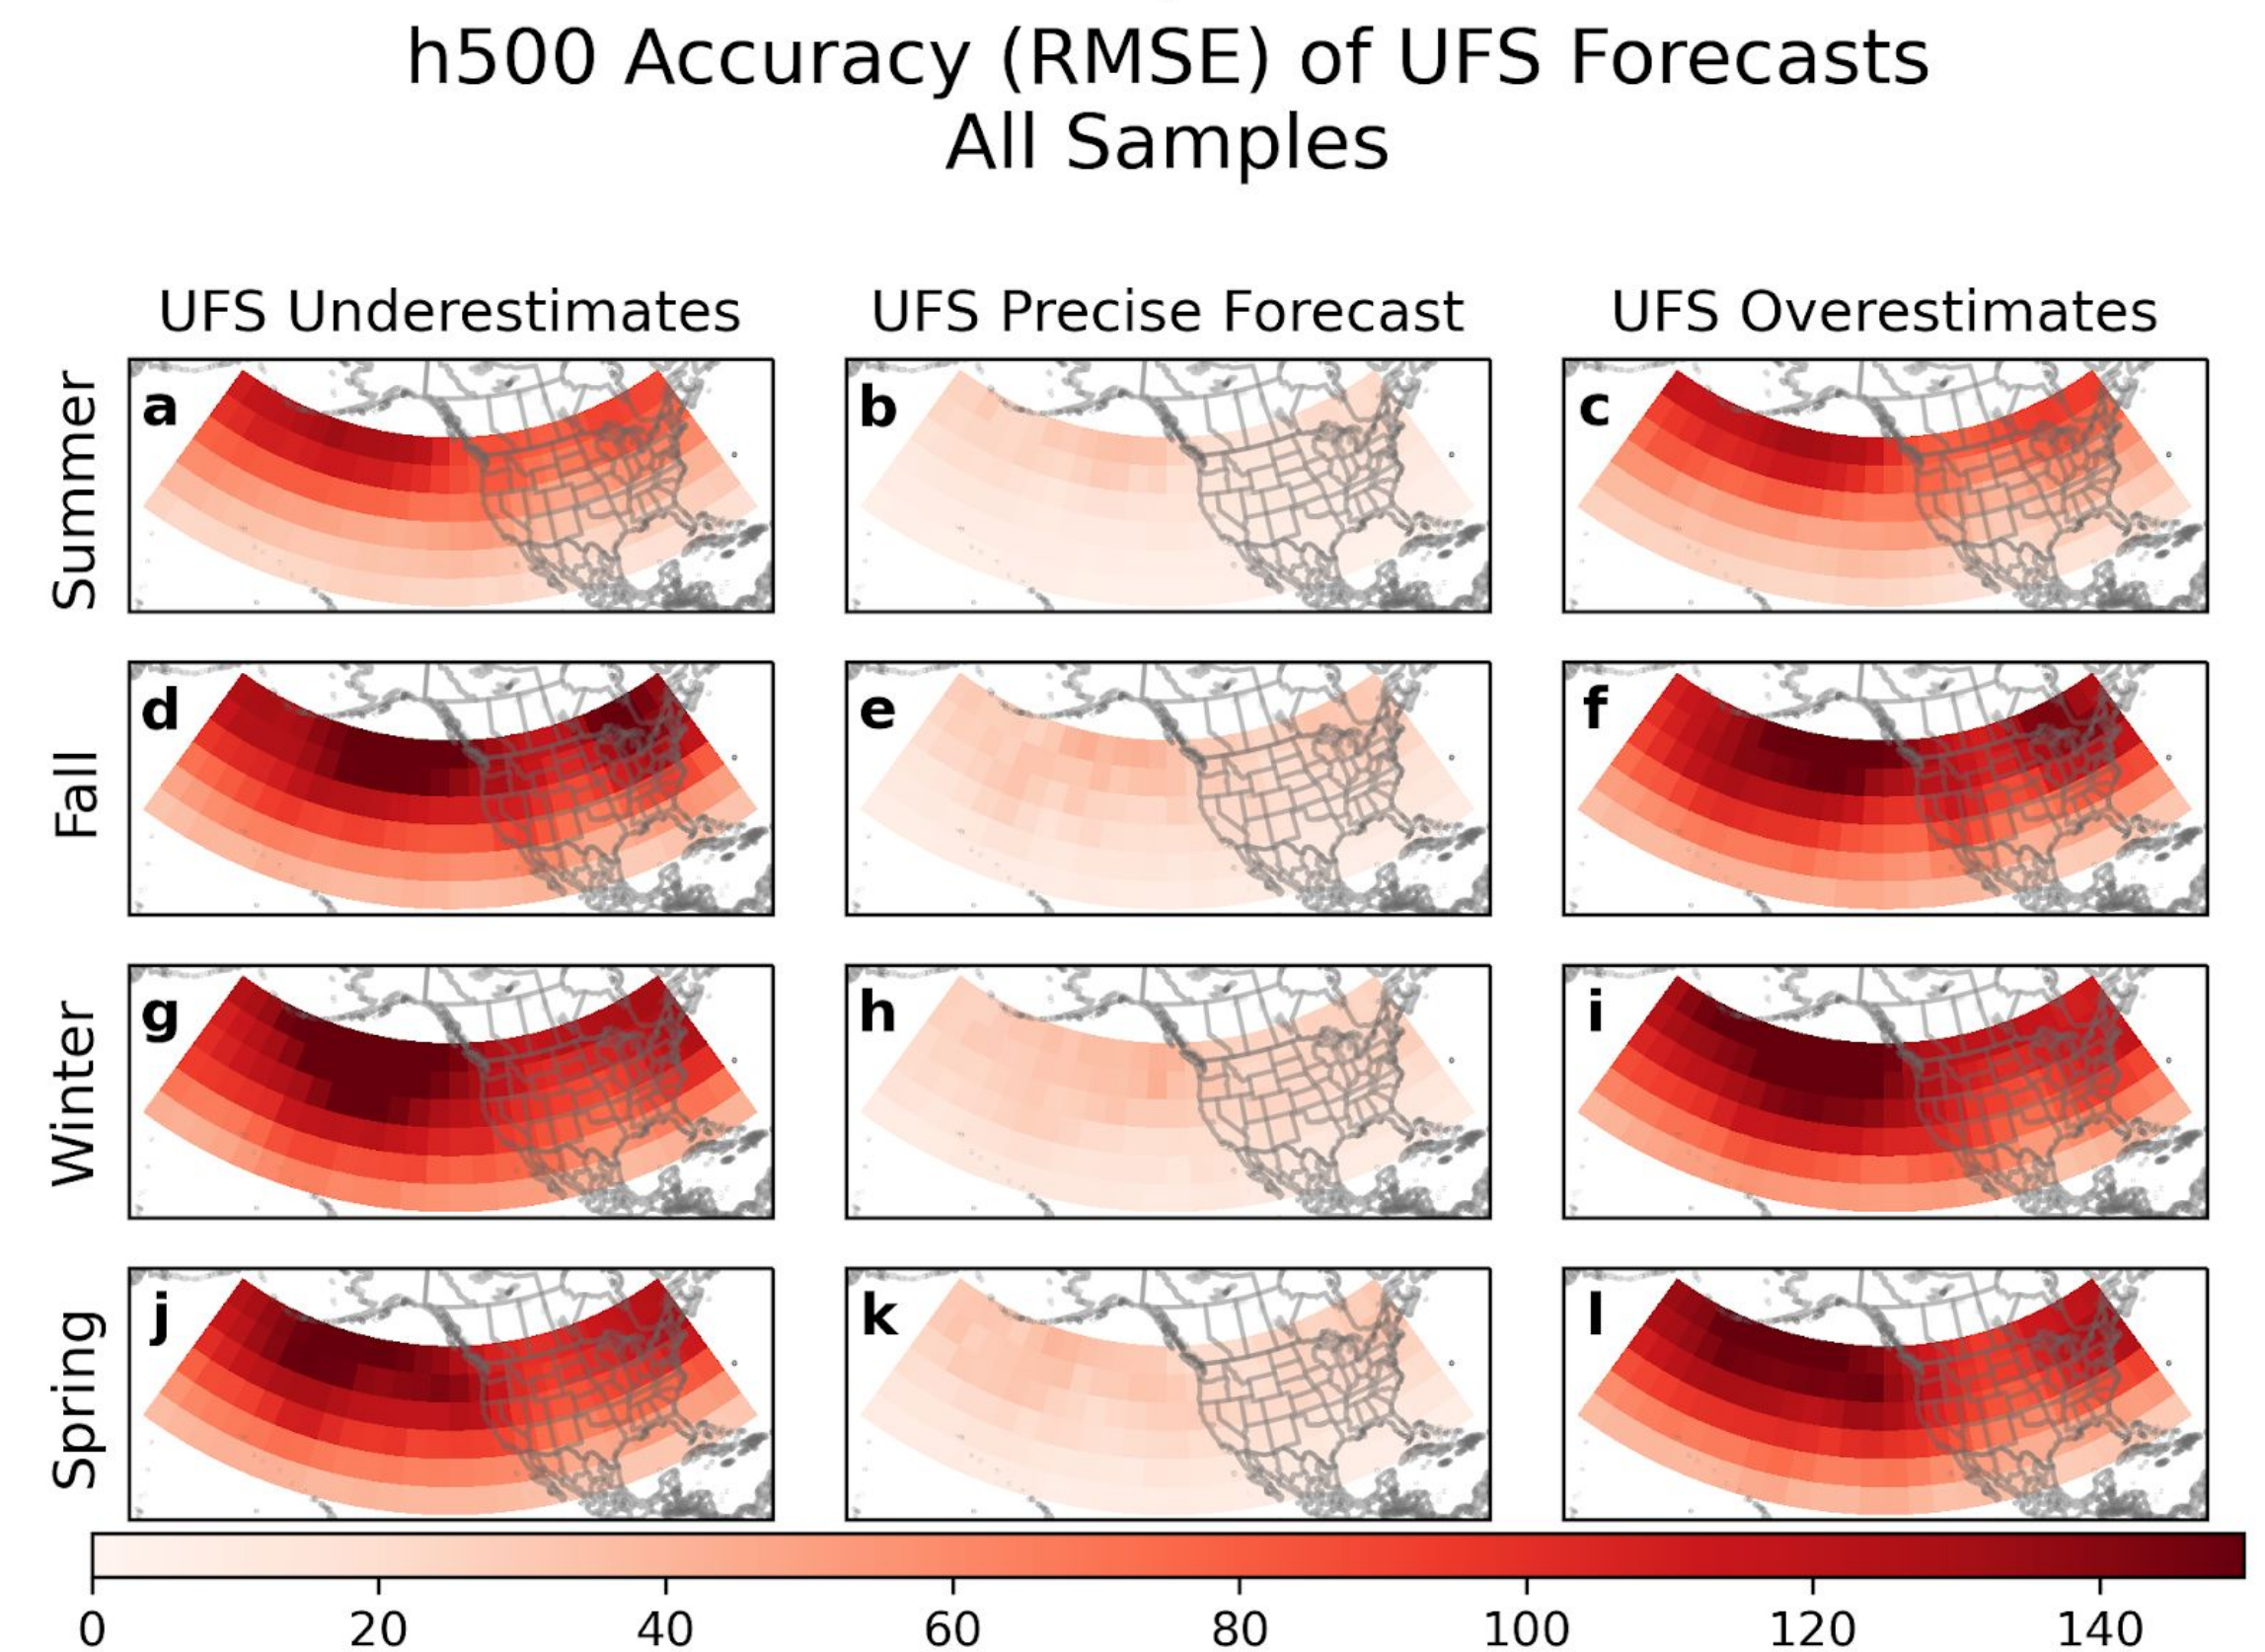 h500 Accuracy (RMSE) of UFS Forecasts
All Samples
UFS Underestimates
UFS Precise Forecast
UFS Overestimates
Summer
a
b
c
Fall
d
e
f
Winter
g
h
i
Spring
j
k
l
0 20 40 60 80 100 120 140